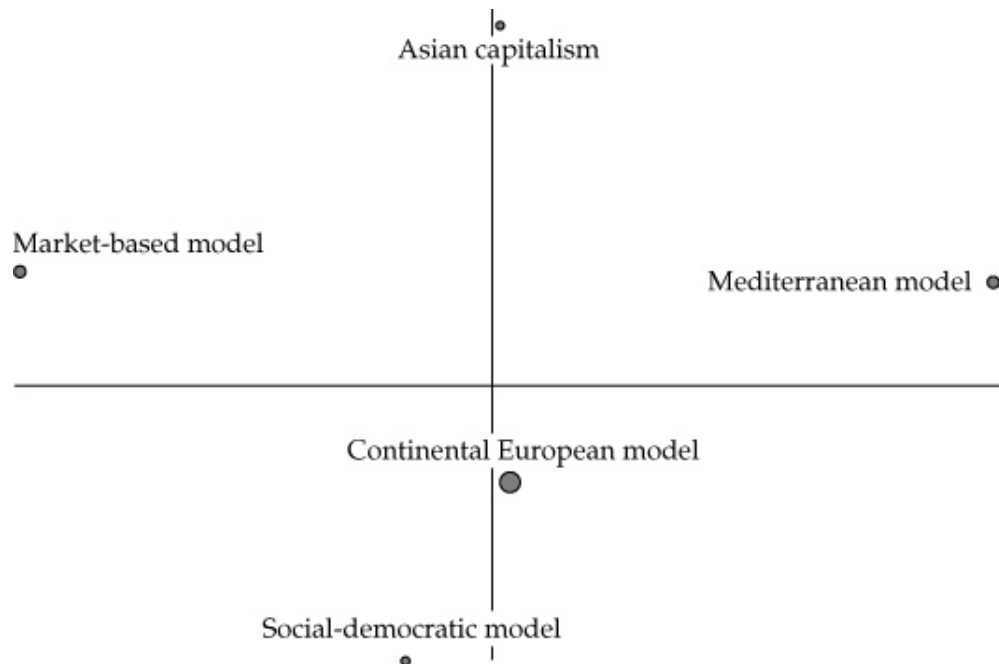 Asian capitalism
Market-based model
Mediterranean model
Continental European model
Social-democratic model